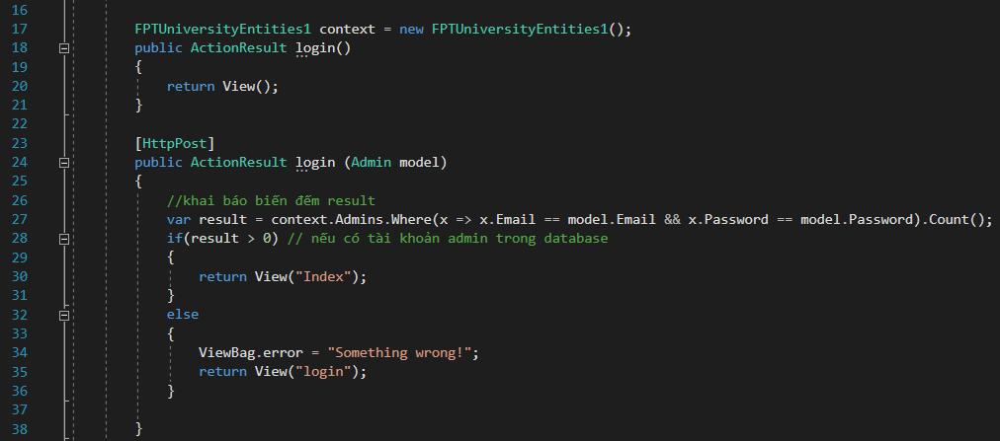 16
17 FPTUniversityEntities1 context = new FPTUniversityEntities1();
18 public ActionResult login()
19 {
20 return View();
21 }
22
23 [HttpPost]
24 public ActionResult login (Admin model)
25 {
26 //khai báo biến đếm result
27 var result = context.Admins.Where(x => x.Email == model.Email && x.Password == model.Password).Count();
28 if(result > 0) // nếu có tài khoản admin trong database
29 {
30 return View("Index");
31 }
32 else
33 {
34 ViewBag.error = "Something wrong!";
35 return View("login");
36 }
37
38 }